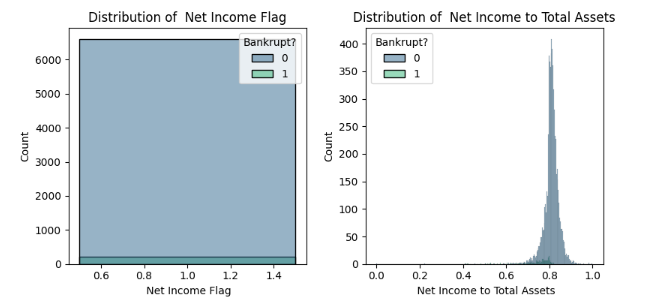 Distribution of  Net Income Flag
Bankrupt?
0
1
6000
5000
4000
3000
2000
1000
0
Count
0.6 0.8 1.0 1.2 1.4
Net Income Flag
Distribution of  Net Income to Total Assets
Bankrupt?
0
1
400
350
300
250
200
150
100
50
0
Count
0.0 0.2 0.4 0.6 0.8 1.0
Net Income to Total Assets